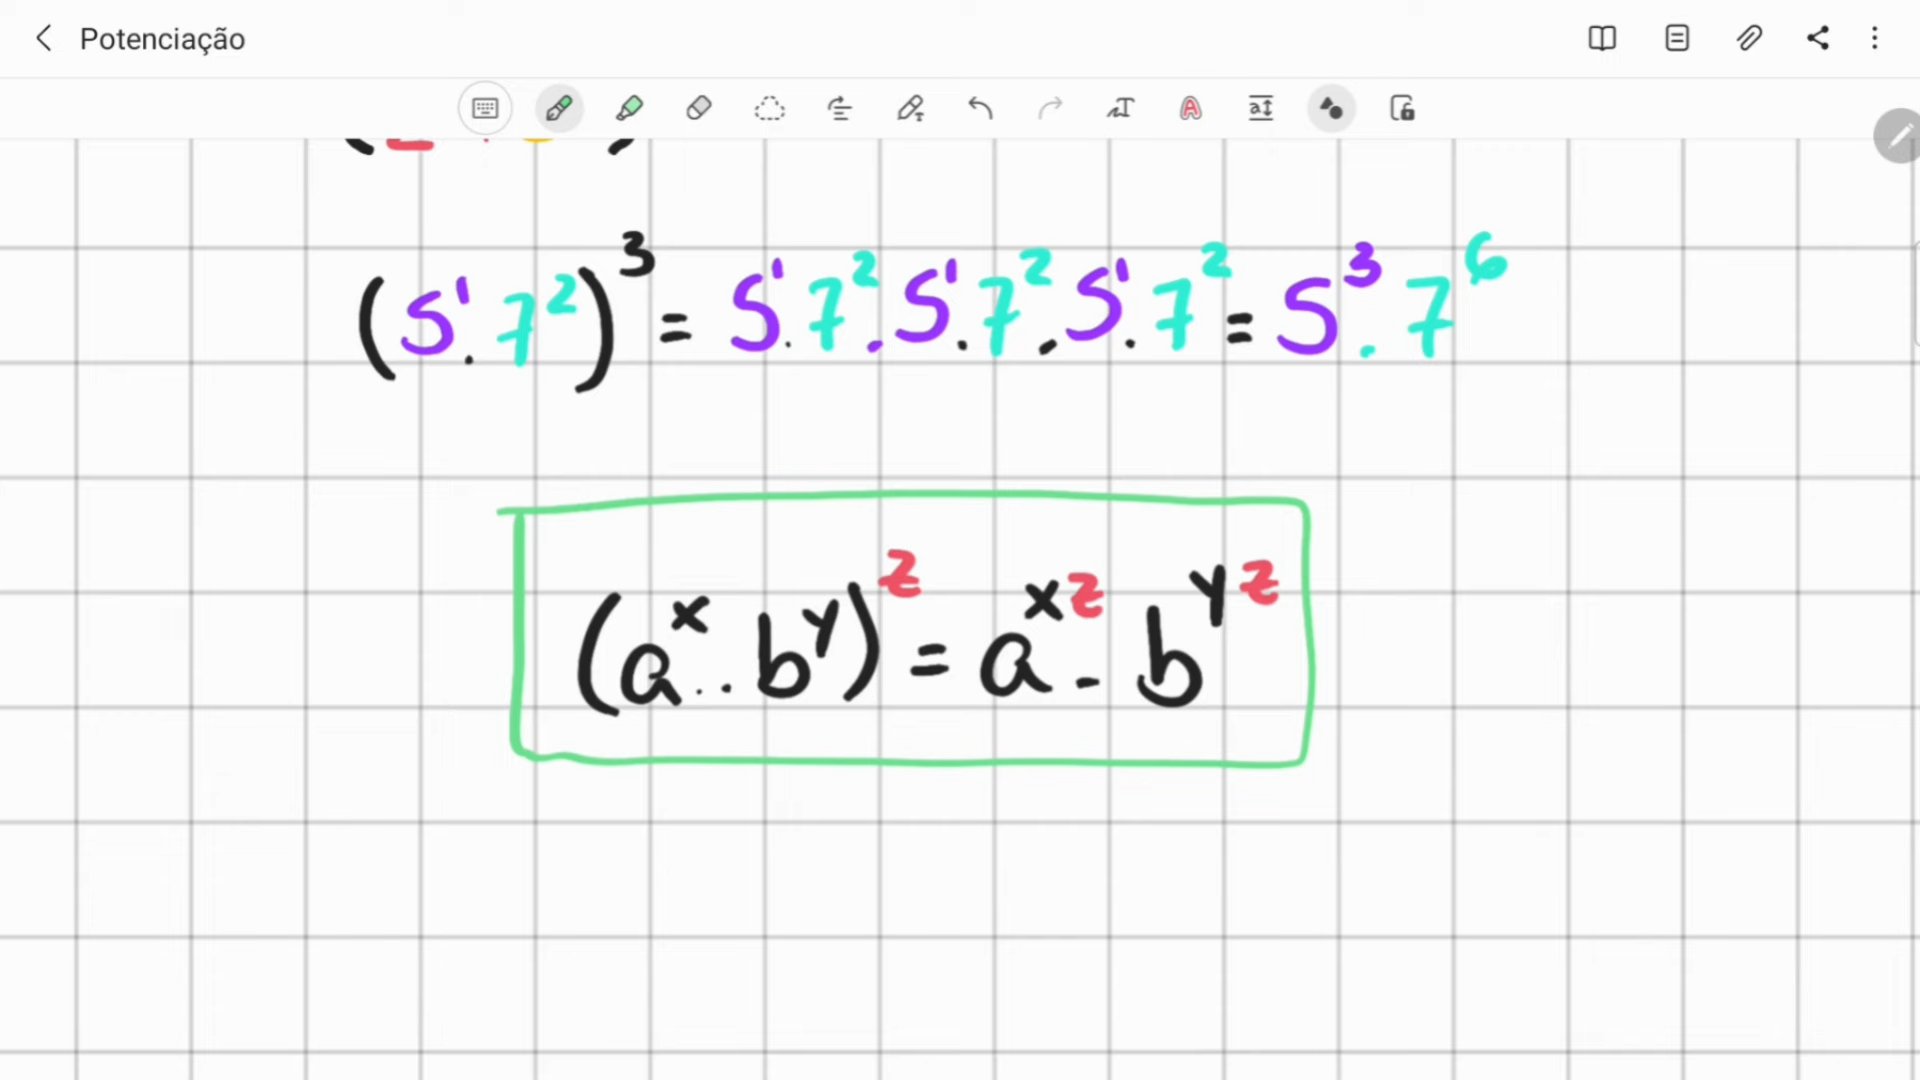 Potenciação
(5¹.7²)³ = 5¹.7².5¹.7².5¹.7² = 5³.7⁶
(aˣ..bʸ)ᶻ = aˣᶻ.bʸᶻ